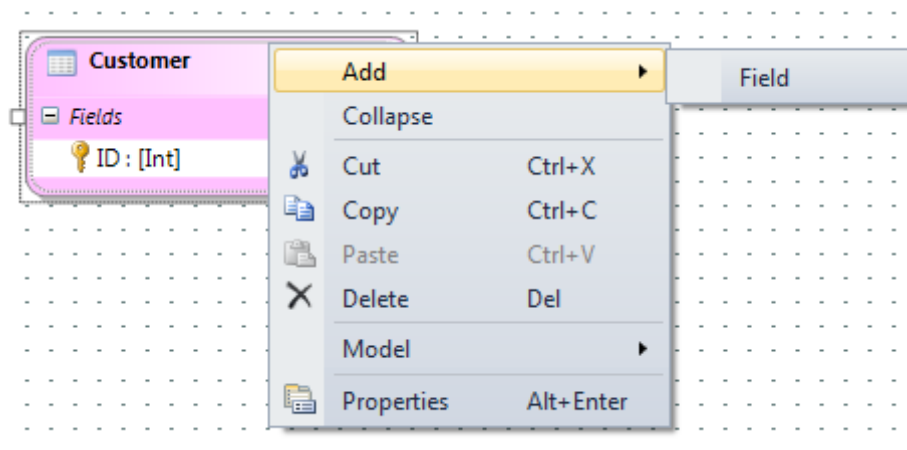 Customer
Fields
ID : [Int]
Add
Field
Collapse
Cut Ctrl+X
Copy Ctrl+C
Paste Ctrl+V
Delete Del
Model
Properties Alt+Enter